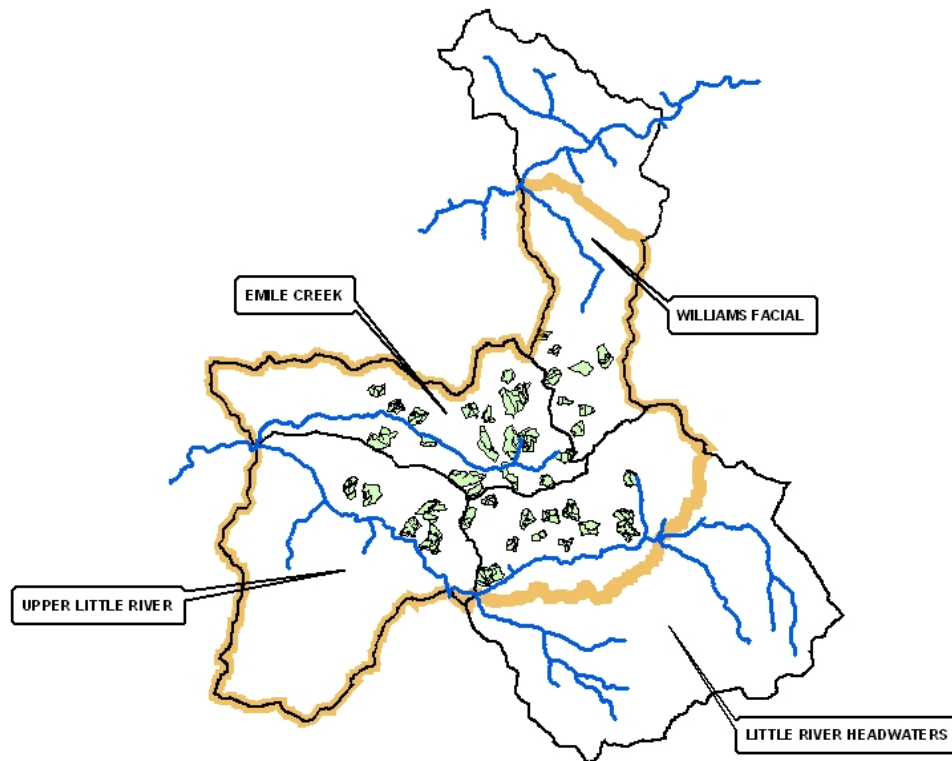 EMILE CREEK
WILLIAMS FACIAL
UPPER LITTLE RIVER
LITTLE RIVER HEADWATERS